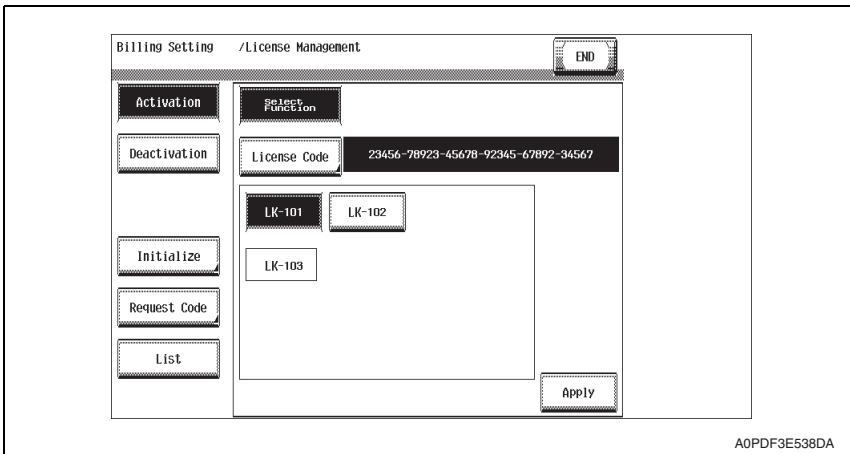 Billing Setting /License Management END
Activation
Select
Function
Deactivation
License Code 23456-78923-45678-92345-67892-34567
LK-101 LK-102
Initialize
LK-103
Request Code
List
Apply
A0PDF3E538DA